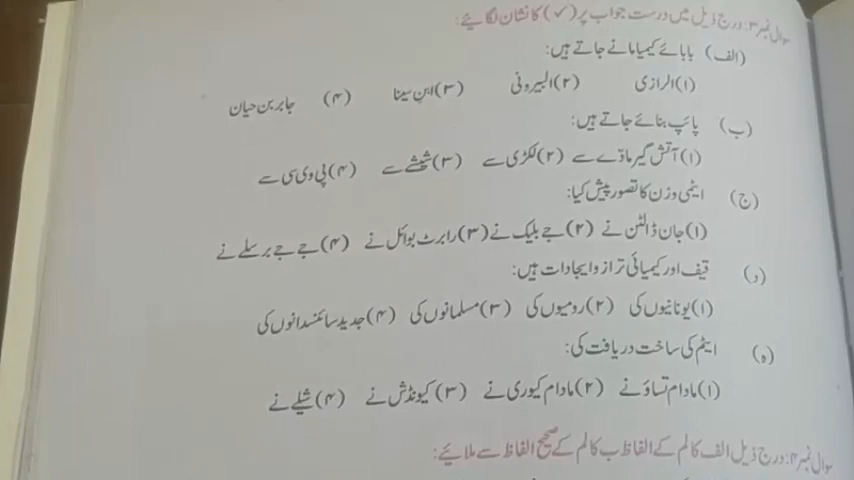 سوال نمبر ۳: درج ذیل میں درست جواب پر (✓) کا نشان لگائیے:
(الف) بابائے کیمیا مانے جاتے ہیں:
(۱) الرازی (۲) البیرونی (۳) ابن سینا (۴) جابر بن حیان
(ب) پائپ بنائے جاتے ہیں:
(۱) آتش گیر مادّے سے (۲) لکڑی سے (۳) شیشے سے (۴) پی وی سی سے
(ج) ایٹمی وزن کا تصور پیش کیا:
(۱) جان ڈالٹن نے (۲) جے بلیک نے (۳) رابرٹ بوائل نے (۴) جے جے برسلے نے
(د) قیف اور کیمیائی ترازو ایجادات ہیں:
(۱) یونانیوں کی (۲) رومیوں کی (۳) مسلمانوں کی (۴) جدید سائنسدانوں کی
(ہ) ایٹم کی ساخت دریافت کی:
(۱) مادام تساؤ نے (۲) مادام کیوری نے (۳) کیونڈش نے (۴) شیلے نے
سوال نمبر ۴: درج ذیل الف کالم کے الفاظ ب کالم کے صحیح الفاظ سے ملائیے: